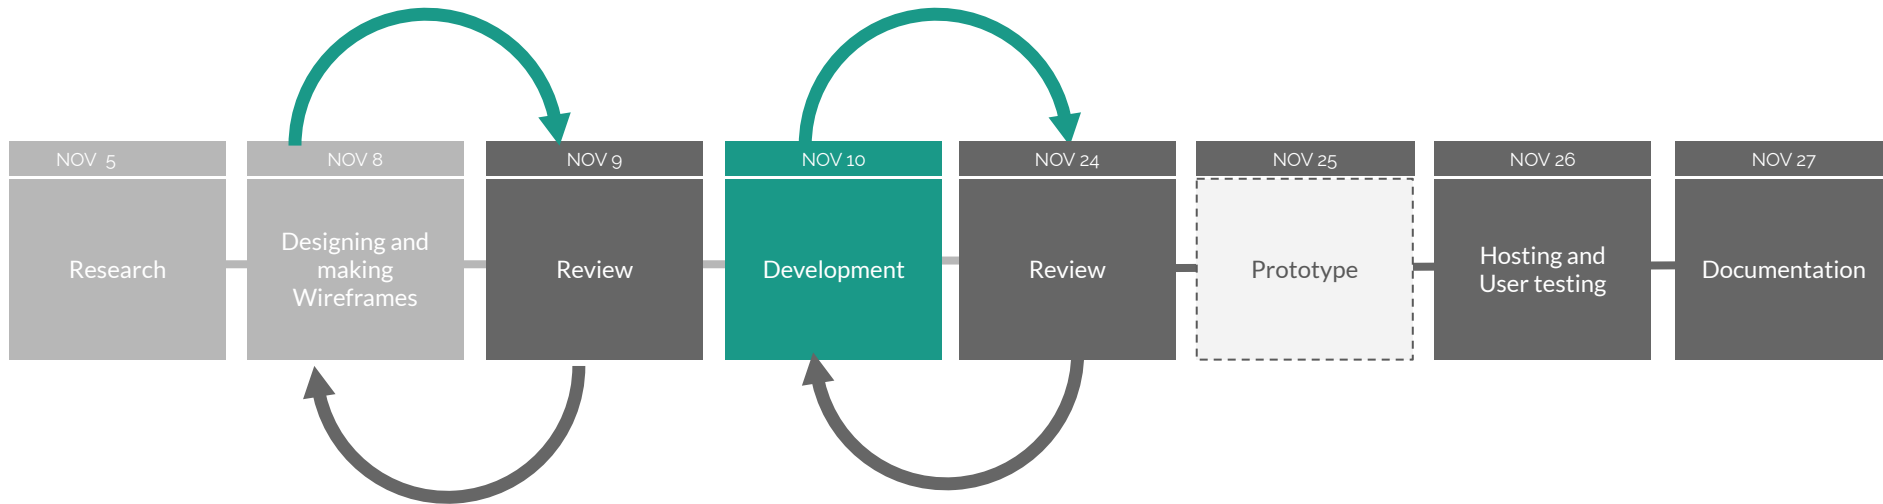 NOV 5
NOV 8
NOV 9
NOV 10
NOV 24
NOV 25
NOV 26
NOV 27
Research
Designing and
making
Wireframes
Review
Development
Review
Prototype
Hosting and
User testing
Documentation